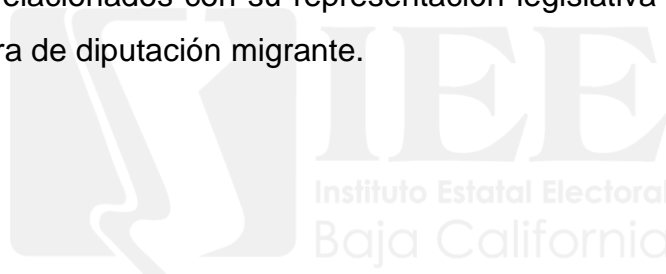 relacionados con su representación legislativa
ra de diputación migrante.
IEE
Instituto Estatal Electoral
Baja California